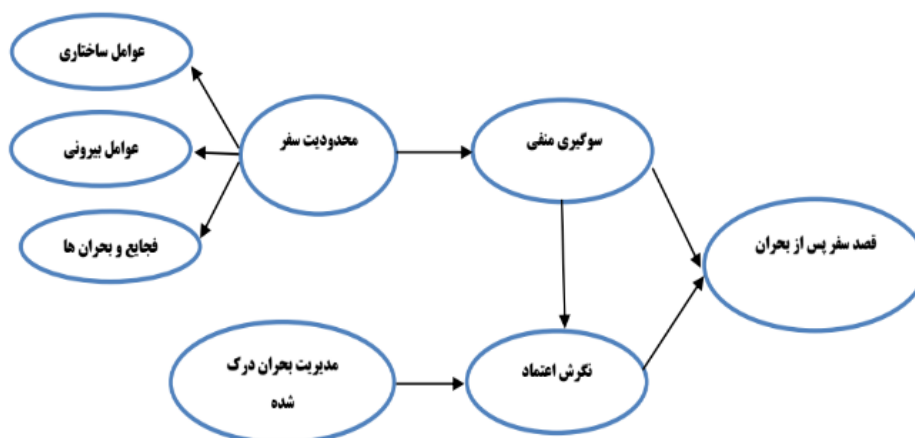 عوامل ساختاری
محدودیت سفر
سوگیری منفی
عوامل بیرونی
فجایع و بحران ها
قصد سفر پس از بحران
مدیریت بحران درک
شده
نگرش اعتماد